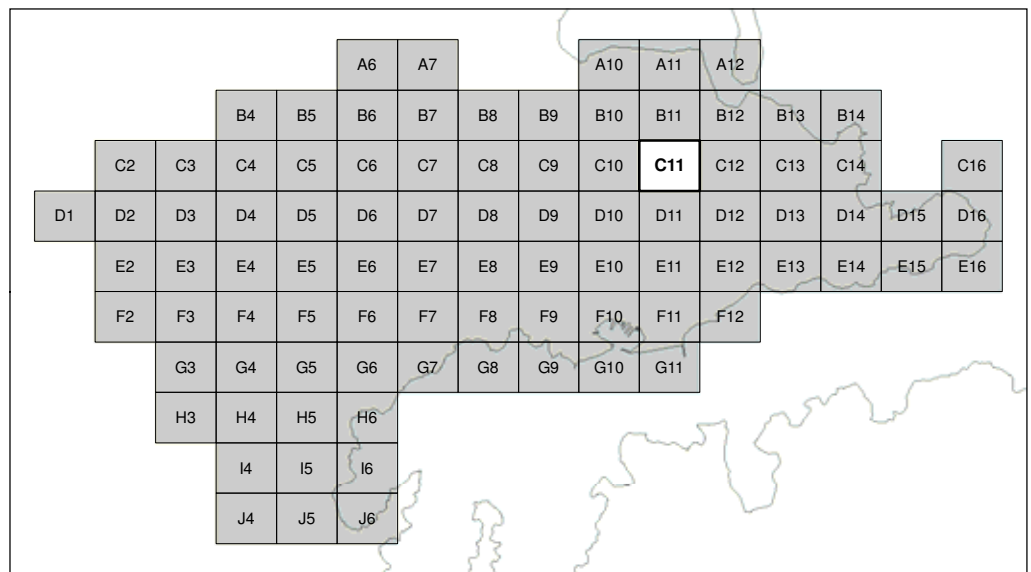 A6 A7 A10 A11 A12
B4 B5 B6 B7 B8 B9 B10 B11 B12 B13 B14
C2 C3 C4 C5 C6 C7 C8 C9 C10 C11 C12 C13 C14 C16
D1 D2 D3 D4 D5 D6 D7 D8 D9 D10 D11 D12 D13 D14 D15 D16
E2 E3 E4 E5 E6 E7 E8 E9 E10 E11 E12 E13 E14 E15 E16
F2 F3 F4 F5 F6 F7 F8 F9 F10 F11 F12
G3 G4 G5 G6 G7 G8 G9 G10 G11
H3 H4 H5 H6
I4 I5 I6
J4 J5 J6